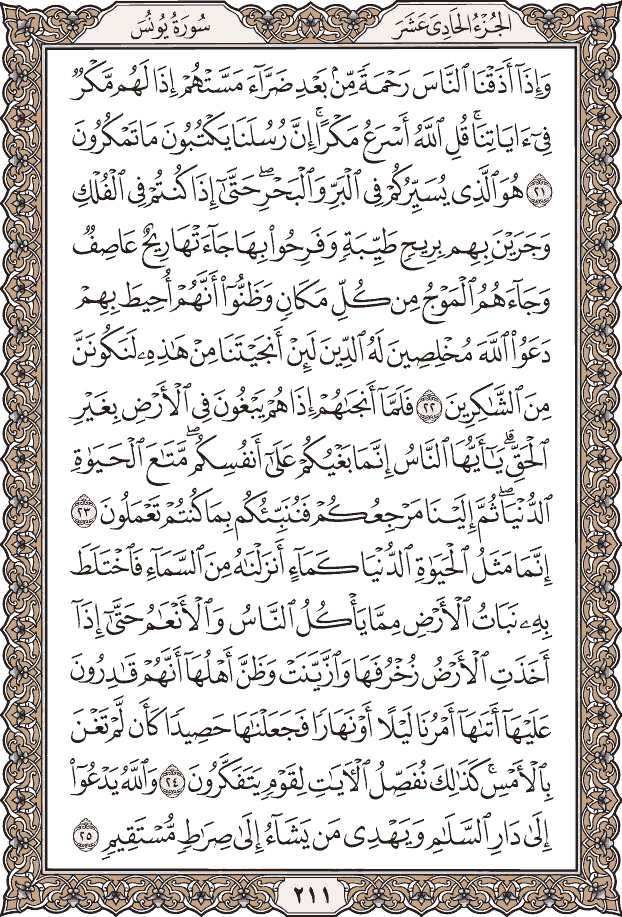 الجُزْءُ الحَادِي عَشَرَ
سُورَةُ يُونُسَ
وَإِذَآ أَذَقْنَا ٱلنَّاسَ رَحْمَةً مِّنۢ بَعْدِ ضَرَّآءَ مَسَّتْهُمْ إِذَا لَهُم مَّكْرٌ
فِىٓ ءَايَاتِنَا ۚ قُلِ ٱللَّهُ أَسْرَعُ مَكْرًا ۚ إِنَّ رُسُلَنَا يَكْتُبُونَ مَا تَمْكُرُونَ
٢١ هُوَ ٱلَّذِى يُسَيِّرُكُمْ فِى ٱلْبَرِّ وَٱلْبَحْرِ ۖ حَتَّىٰٓ إِذَا كُنتُمْ فِى ٱلْفُلْكِ
وَجَرَيْنَ بِهِم بِرِيحٍ طَيِّبَةٍ وَفَرِحُوا۟ بِهَا جَآءَتْهَا رِيحٌ عَاصِفٌ
وَجَآءَهُمُ ٱلْمَوْجُ مِن كُلِّ مَكَانٍ وَظَنُّوٓا۟ أَنَّهُمْ أُحِيطَ بِهِمْ
دَعَوُا۟ ٱللَّهَ مُخْلِصِينَ لَهُ ٱلدِّينَ لَئِنْ أَنجَيْتَنَا مِنْ هَـٰذِهِۦ لَنَكُونَنَّ
مِنَ ٱلشَّـٰكِرِينَ ٢٢ فَلَمَّآ أَنجَىٰهُمْ إِذَا هُمْ يَبْغُونَ فِى ٱلْأَرْضِ بِغَيْرِ
ٱلْحَقِّ ۗ يَـٰٓأَيُّهَا ٱلنَّاسُ إِنَّمَا بَغْيُكُمْ عَلَىٰٓ أَنفُسِكُم ۖ مَّتَـٰعَ ٱلْحَيَوٰةِ
ٱلدُّنْيَا ۖ ثُمَّ إِلَيْنَا مَرْجِعُكُمْ فَنُنَبِّئُكُم بِمَا كُنتُمْ تَعْمَلُونَ ٢٣
إِنَّمَا مَثَلُ ٱلْحَيَوٰةِ ٱلدُّنْيَا كَمَآءٍ أَنزَلْنَـٰهُ مِنَ ٱلسَّمَآءِ فَٱخْتَلَطَ
بِهِۦ نَبَاتُ ٱلْأَرْضِ مِمَّا يَأْكُلُ ٱلنَّاسُ وَٱلْأَنْعَـٰمُ حَتَّىٰٓ إِذَآ
أَخَذَتِ ٱلْأَرْضُ زُخْرُفَهَا وَٱزَّيَّنَتْ وَظَنَّ أَهْلُهَآ أَنَّهُمْ قَـٰدِرُونَ
عَلَيْهَآ أَتَىٰهَآ أَمْرُنَا لَيْلًا أَوْ نَهَارًا فَجَعَلْنَـٰهَا حَصِيدًا كَأَن لَّمْ تَغْنَ
بِٱلْأَمْسِ ۚ كَذَٰلِكَ نُفَصِّلُ ٱلْـَٔايَـٰتِ لِقَوْمٍ يَتَفَكَّرُونَ ٢٤ وَٱللَّهُ يَدْعُوٓا۟
إِلَىٰ دَارِ ٱلسَّلَـٰمِ وَيَهْدِى مَن يَشَآءُ إِلَىٰ صِرَٰطٍ مُّسْتَقِيمٍ ٢٥
٢١١